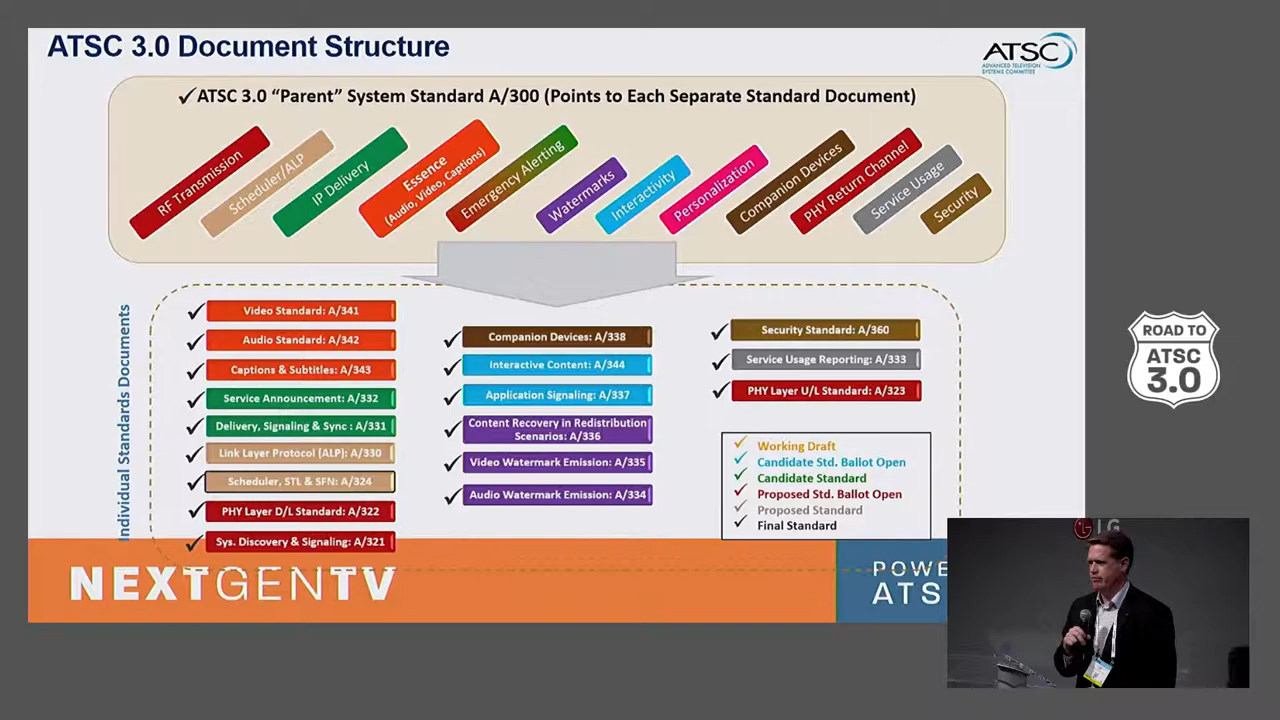 ATSC 3.0 Document Structure
ATSC
ADVANCED TELEVISION
SYSTEMS COMMITTEE
✓ATSC 3.0 “Parent” System Standard A/300 (Points to Each Separate Standard Document)
RF Transmission
Scheduler/ALP
IP Delivery
Essence
(Audio, Video, Captions)
Emergency Alerting
Watermarks
Interactivity
Personalization
Companion Devices
PHY Return Channel
Service Usage
Security
Individual Standards Documents
✓ Video Standard: A/341
✓ Audio Standard: A/342
✓ Captions & Subtitles: A/343
✓ Service Announcement: A/332
✓ Delivery, Signaling & Sync : A/331
✓ Link Layer Protocol (ALP): A/330
✓ Scheduler, STL & SFN: A/324
✓ PHY Layer D/L Standard: A/322
✓ Sys. Discovery & Signaling: A/321
✓ Companion Devices: A/338
✓ Interactive Content: A/344
✓ Application Signaling: A/337
✓ Content Recovery in Redistribution
Scenarios: A/336
✓ Video Watermark Emission: A/335
✓ Audio Watermark Emission: A/334
✓ Security Standard: A/360
✓ Service Usage Reporting: A/333
✓ PHY Layer U/L Standard: A/323
✓ Working Draft
✓ Candidate Std. Ballot Open
✓ Candidate Standard
✓ Proposed Std. Ballot Open
✓ Proposed Standard
✓ Final Standard
NEXTGENTV
POWE
ATS
LG
ROAD TO
ATSC
3.0